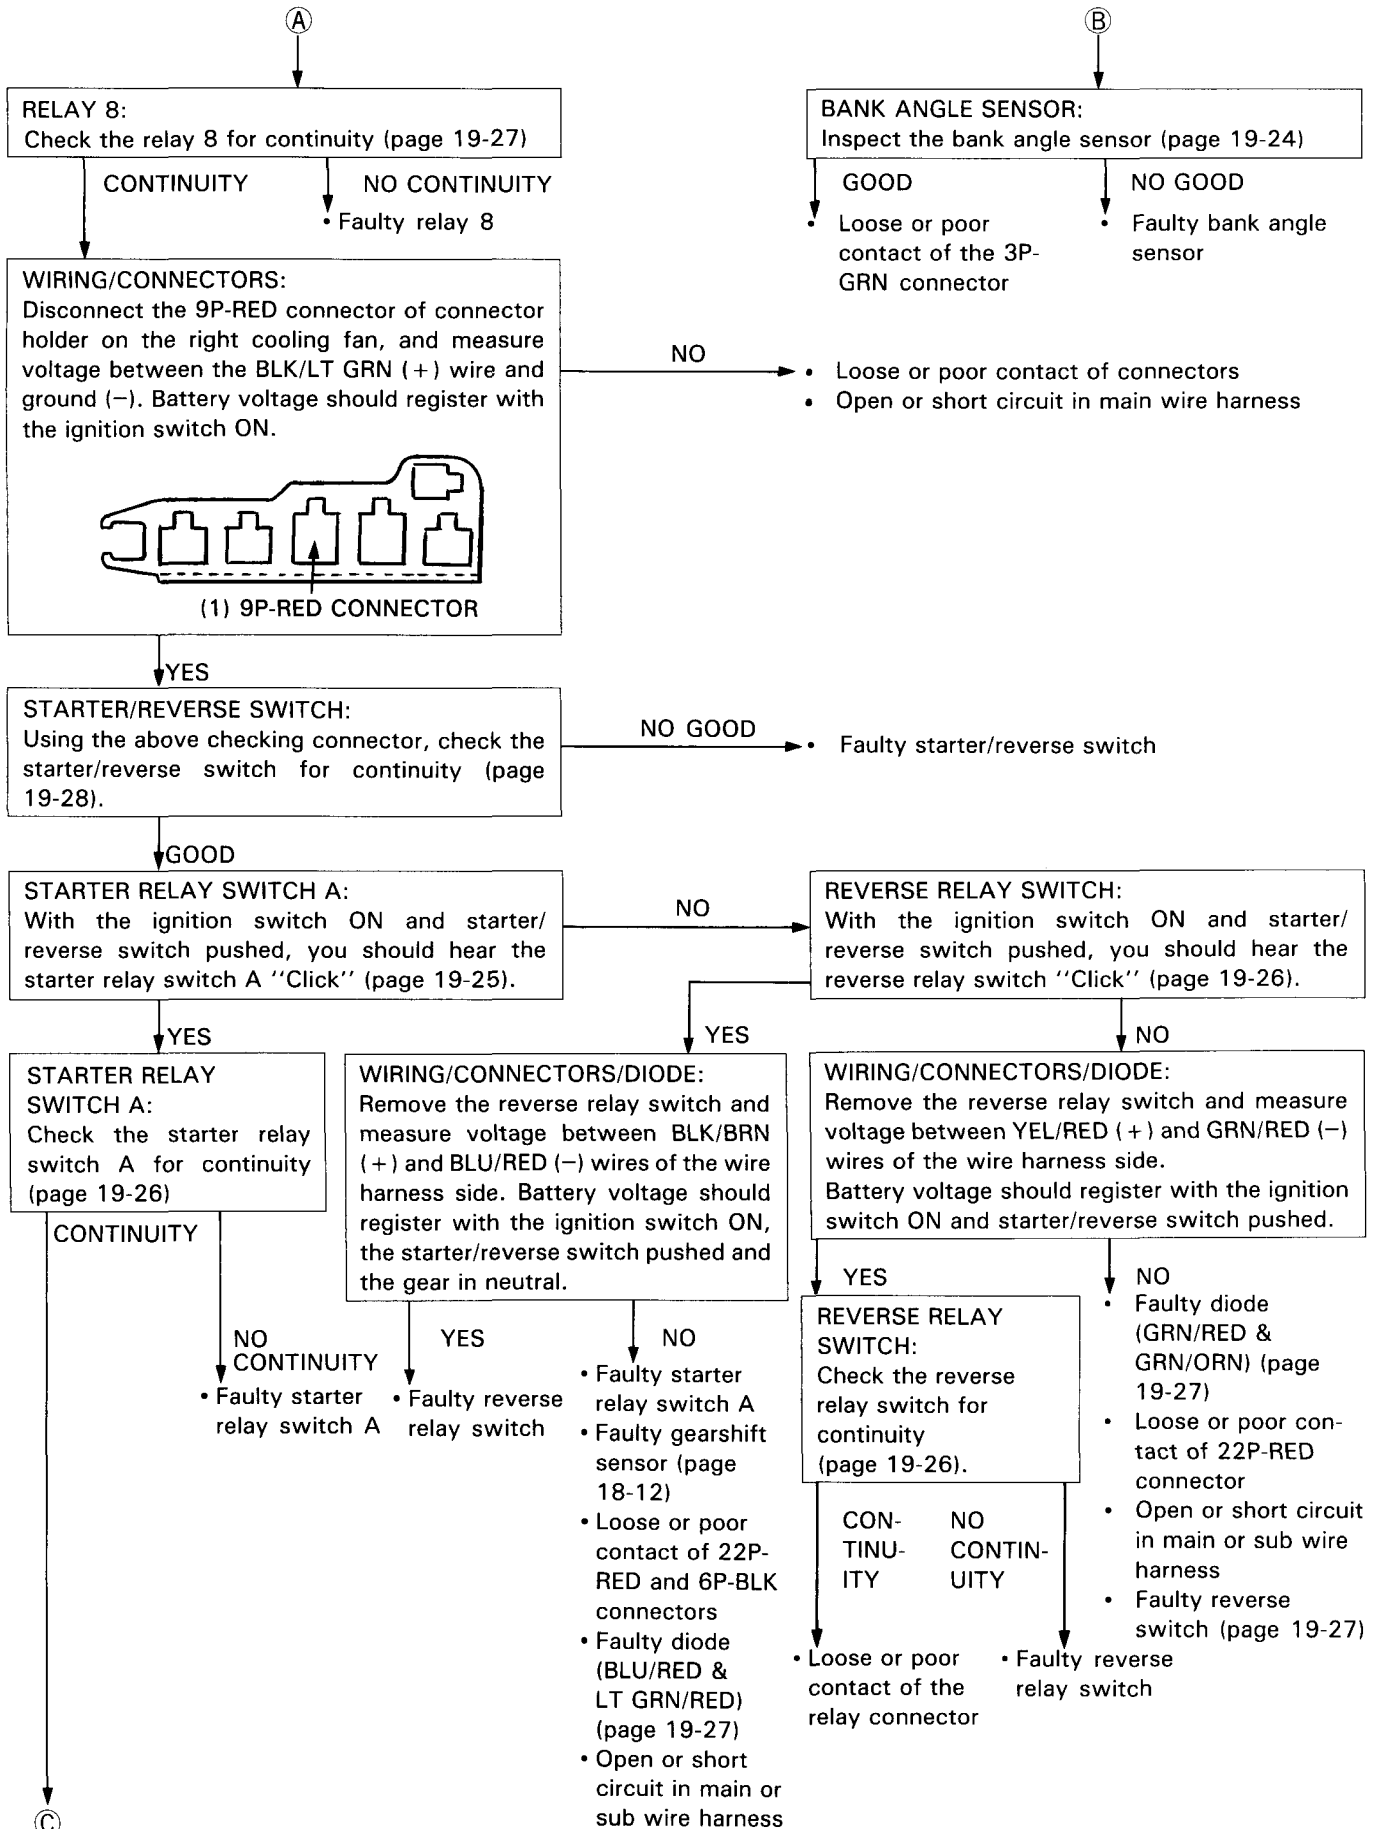 Ⓐ
Ⓑ
RELAY 8:
Check the relay 8 for continuity (page 19-27)
CONTINUITY
NO CONTINUITY
• Faulty relay 8
BANK ANGLE SENSOR:
Inspect the bank angle sensor (page 19-24)
GOOD
NO GOOD
• Loose or poor
contact of the 3P-
GRN connector
• Faulty bank angle
sensor
WIRING/CONNECTORS:
Disconnect the 9P-RED connector of connector
holder on the right cooling fan, and measure
voltage between the BLK/LT GRN (+) wire and
ground (−). Battery voltage should register with
the ignition switch ON.
(1) 9P-RED CONNECTOR
NO
• Loose or poor contact of connectors
• Open or short circuit in main wire harness
YES
STARTER/REVERSE SWITCH:
Using the above checking connector, check the
starter/reverse switch for continuity (page
19-28).
NO GOOD
• Faulty starter/reverse switch
GOOD
STARTER RELAY SWITCH A:
With the ignition switch ON and starter/
reverse switch pushed, you should hear the
starter relay switch A ''Click'' (page 19-25).
NO
REVERSE RELAY SWITCH:
With the ignition switch ON and starter/
reverse switch pushed, you should hear the
reverse relay switch ''Click'' (page 19-26).
YES
YES
NO
STARTER RELAY
SWITCH A:
Check the starter relay
switch A for continuity
(page 19-26)
CONTINUITY
NO
CONTINUITY
• Faulty starter
relay switch A
WIRING/CONNECTORS/DIODE:
Remove the reverse relay switch and
measure voltage between BLK/BRN
(+) and BLU/RED (−) wires of the wire
harness side. Battery voltage should
register with the ignition switch ON,
the starter/reverse switch pushed and
the gear in neutral.
YES
• Faulty reverse
relay switch
NO
• Faulty starter
relay switch A
• Faulty gearshift
sensor (page
18-12)
• Loose or poor
contact of 22P-
RED and 6P-BLK
connectors
• Faulty diode
(BLU/RED &
LT GRN/RED)
(page 19-27)
• Open or short
circuit in main or
sub wire harness
WIRING/CONNECTORS/DIODE:
Remove the reverse relay switch and measure
voltage between YEL/RED (+) and GRN/RED (−)
wires of the wire harness side.
Battery voltage should register with the ignition
switch ON and starter/reverse switch pushed.
YES
REVERSE RELAY
SWITCH:
Check the reverse
relay switch for
continuity
(page 19-26).
CON-
TINU-
ITY
NO
CONTIN-
UITY
• Loose or poor
contact of the
relay connector
• Faulty reverse
relay switch
NO
• Faulty diode
(GRN/RED &
GRN/ORN) (page
19-27)
• Loose or poor con-
tact of 22P-RED
connector
• Open or short circuit
in main or sub wire
harness
• Faulty reverse
switch (page 19-27)
Ⓒ